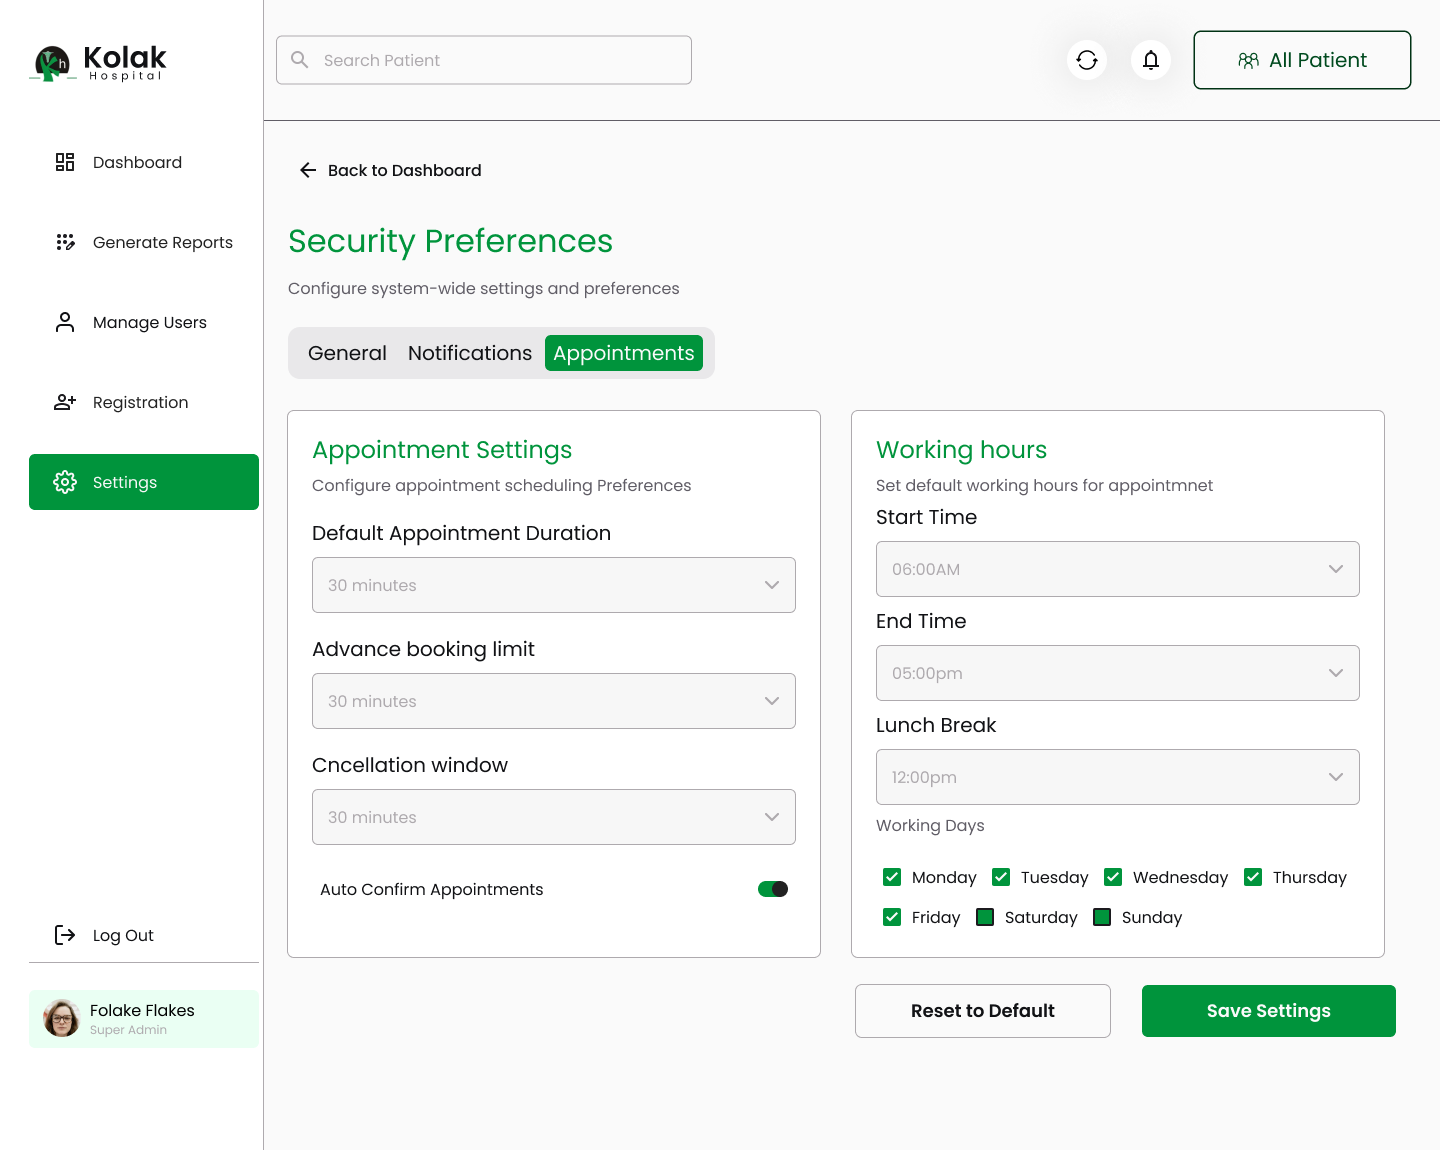 Kolak
Hospital
Search Patient
All Patient
Dashboard
Generate Reports
Manage Users
Registration
Settings
Log Out
Folake Flakes
Super Admin
Back to Dashboard
Security Preferences
Configure system-wide settings and preferences
General Notifications Appointments
Appointment Settings
Configure appointment scheduling Preferences
Default Appointment Duration
30 minutes
Advance booking limit
30 minutes
Cncellation window
30 minutes
Auto Confirm Appointments
Working hours
Set default working hours for appointmnet
Start Time
06:00AM
End Time
05:00pm
Lunch Break
12:00pm
Working Days
Monday Tuesday Wednesday Thursday
Friday Saturday Sunday
Reset to Default
Save Settings